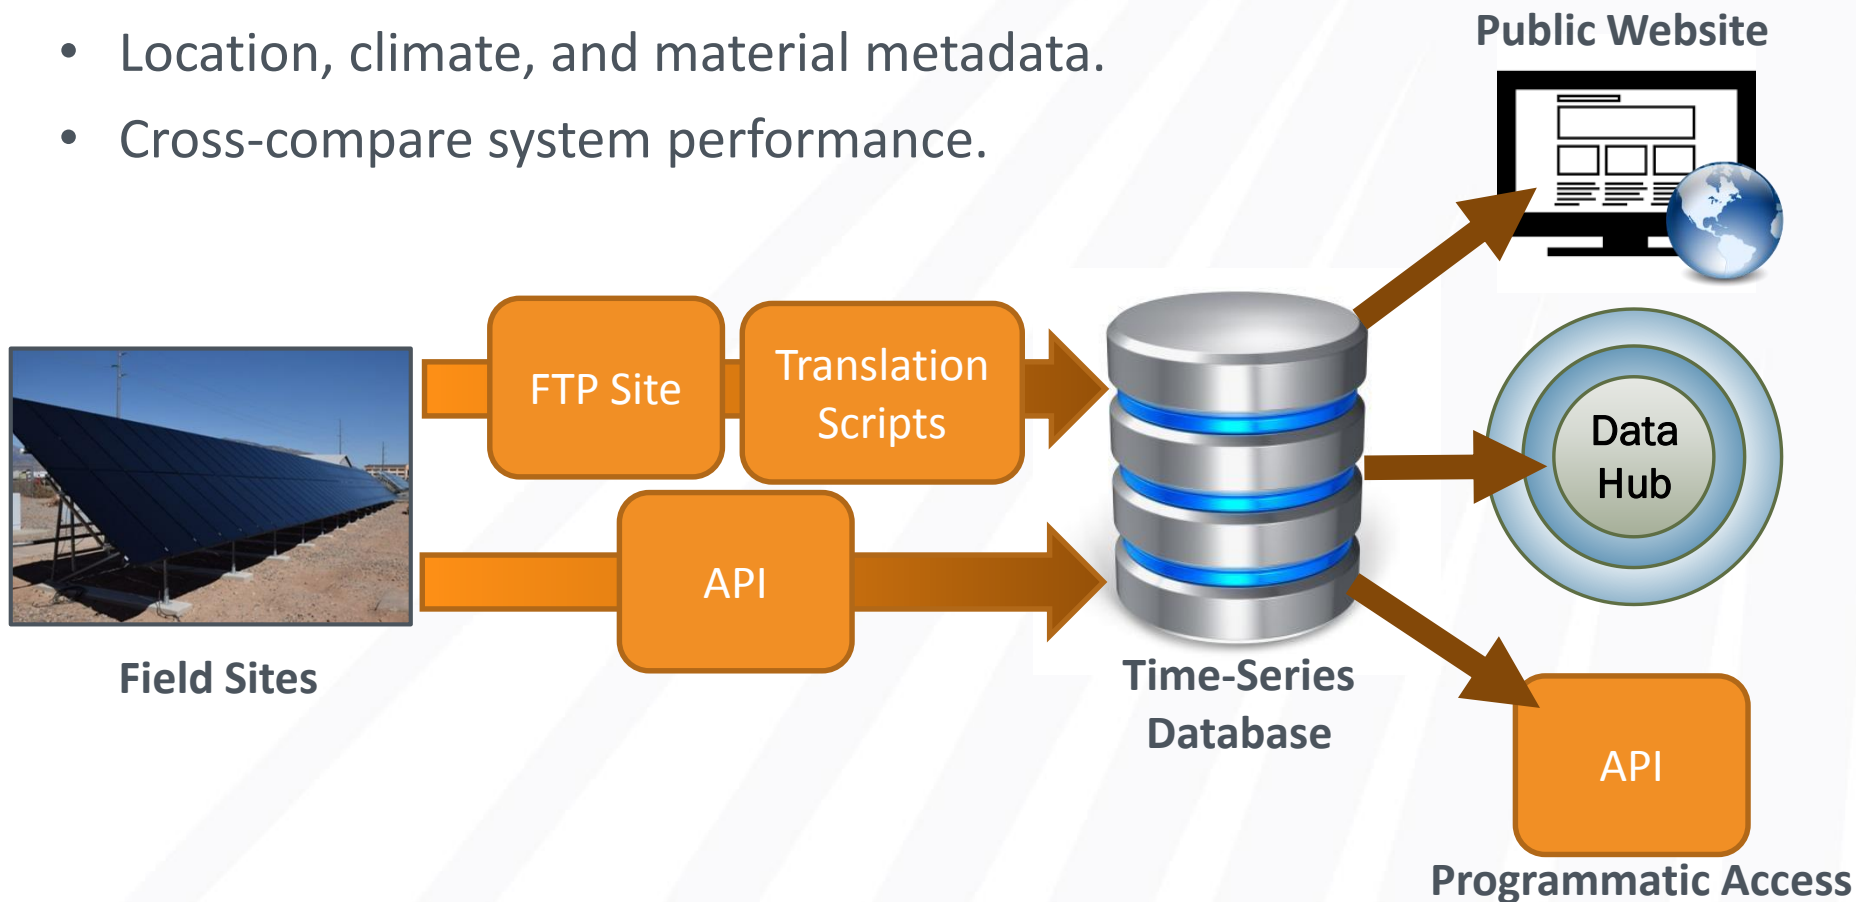 • Location, climate, and material metadata.
• Cross-compare system performance.
Public Website
FTP Site
Translation
Scripts
API
Field Sites
Time-Series
Database
Data
Hub
API
Programmatic Access